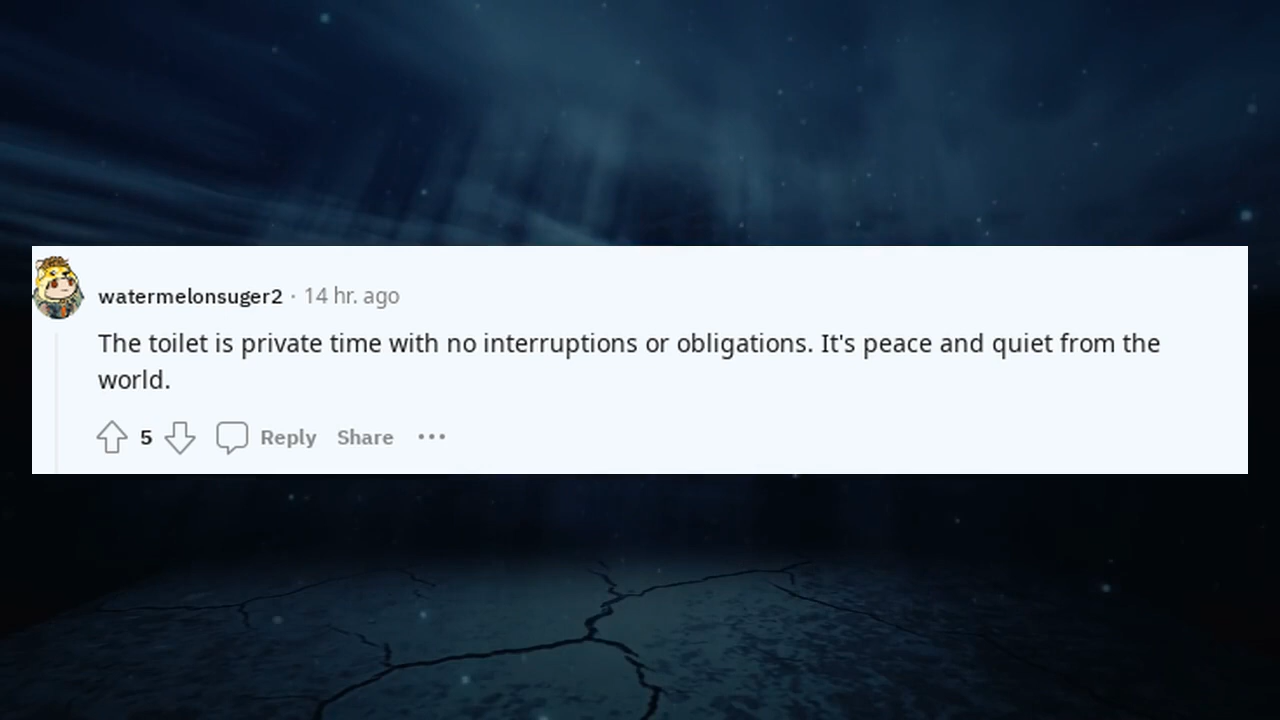 watermelonsuger2 · 14 hr. ago
The toilet is private time with no interruptions or obligations. It's peace and quiet from the
world.
5 Reply Share ···